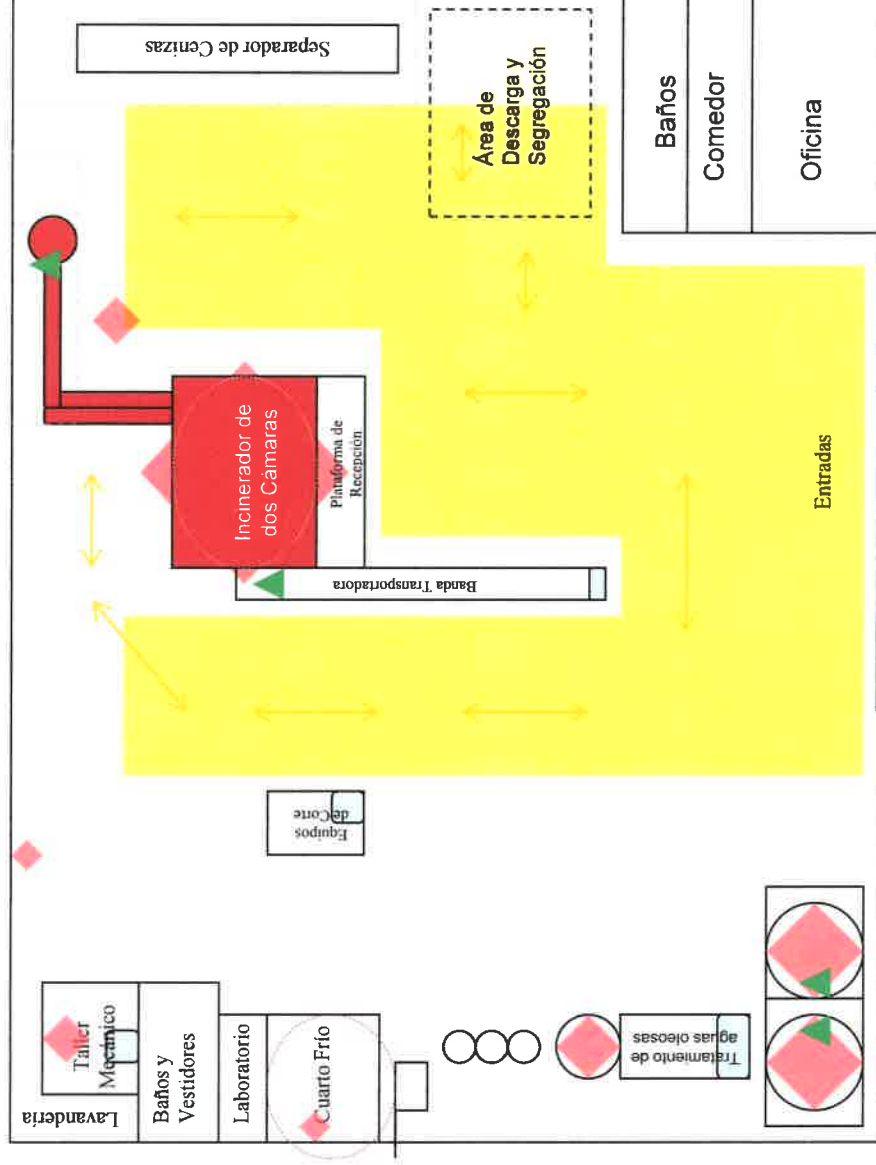 Separador de Cenizas
Área de
Descarga y
Segregación
Baños
Comedor
Oficina
Incinerador de
dos Cámaras
Plataforma de
Recepción
Banda Transportadora
Entradas
Equipos
de Corte
Taller
Mecánico
Lavandería
Baños y
Vestidores
Laboratorio
Cuarto Frío
Tratamiento de
aguas oleosas